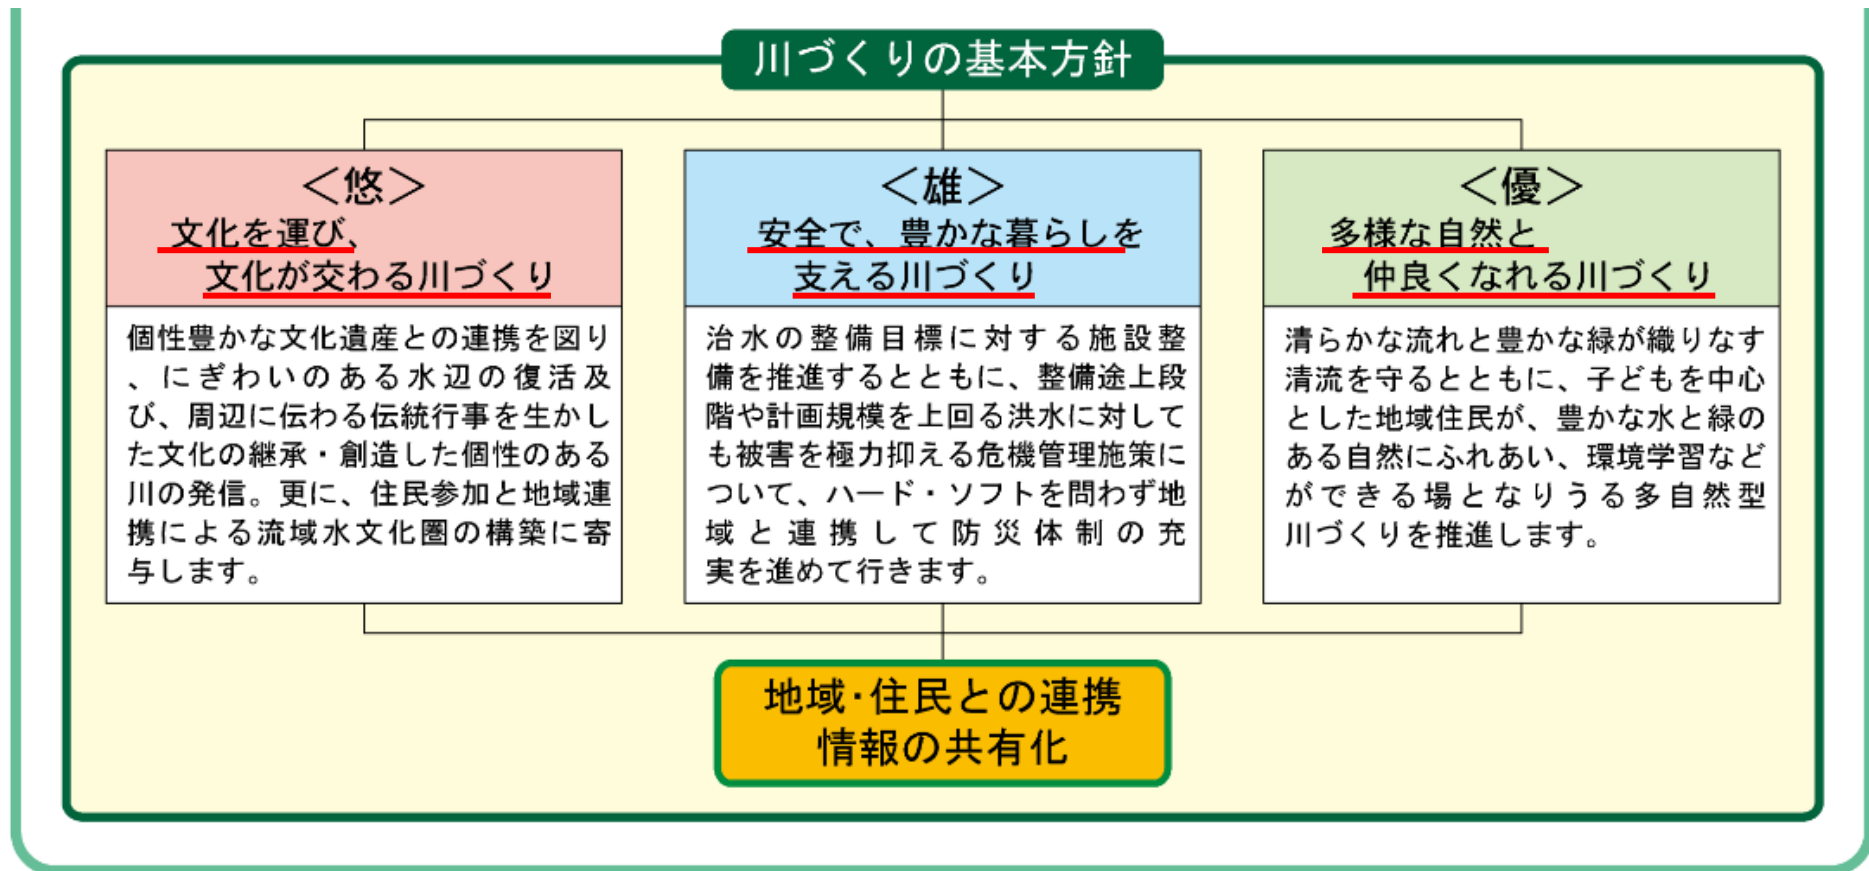 川づくりの基本方針
＜悠＞
文化を運び、
文化が交わる川づくり
個性豊かな文化遺産との連携を図り
、にぎわいのある水辺の復活及
び、周辺に伝わる伝統行事を生かし
た文化の継承・創造した個性のある
川の発信。更に、住民参加と地域連
携による流域水文化圏の構築に寄
与します。
＜雄＞
安全で、豊かな暮らしを
支える川づくり
治水の整備目標に対する施設整
備を推進するとともに、整備途上段
階や計画規模を上回る洪水に対して
も被害を極力抑える危機管理施策に
ついて、ハード・ソフトを問わず地
域と連携して防災体制の充
実を進めて行きます。
＜優＞
多様な自然と
仲良くなれる川づくり
清らかな流れと豊かな緑が織りなす
清流を守るとともに、子どもを中心
とした地域住民が、豊かな水と緑の
ある自然にふれあい、環境学習など
ができる場となりうる多自然型
川づくりを推進します。
地域・住民との連携
情報の共有化